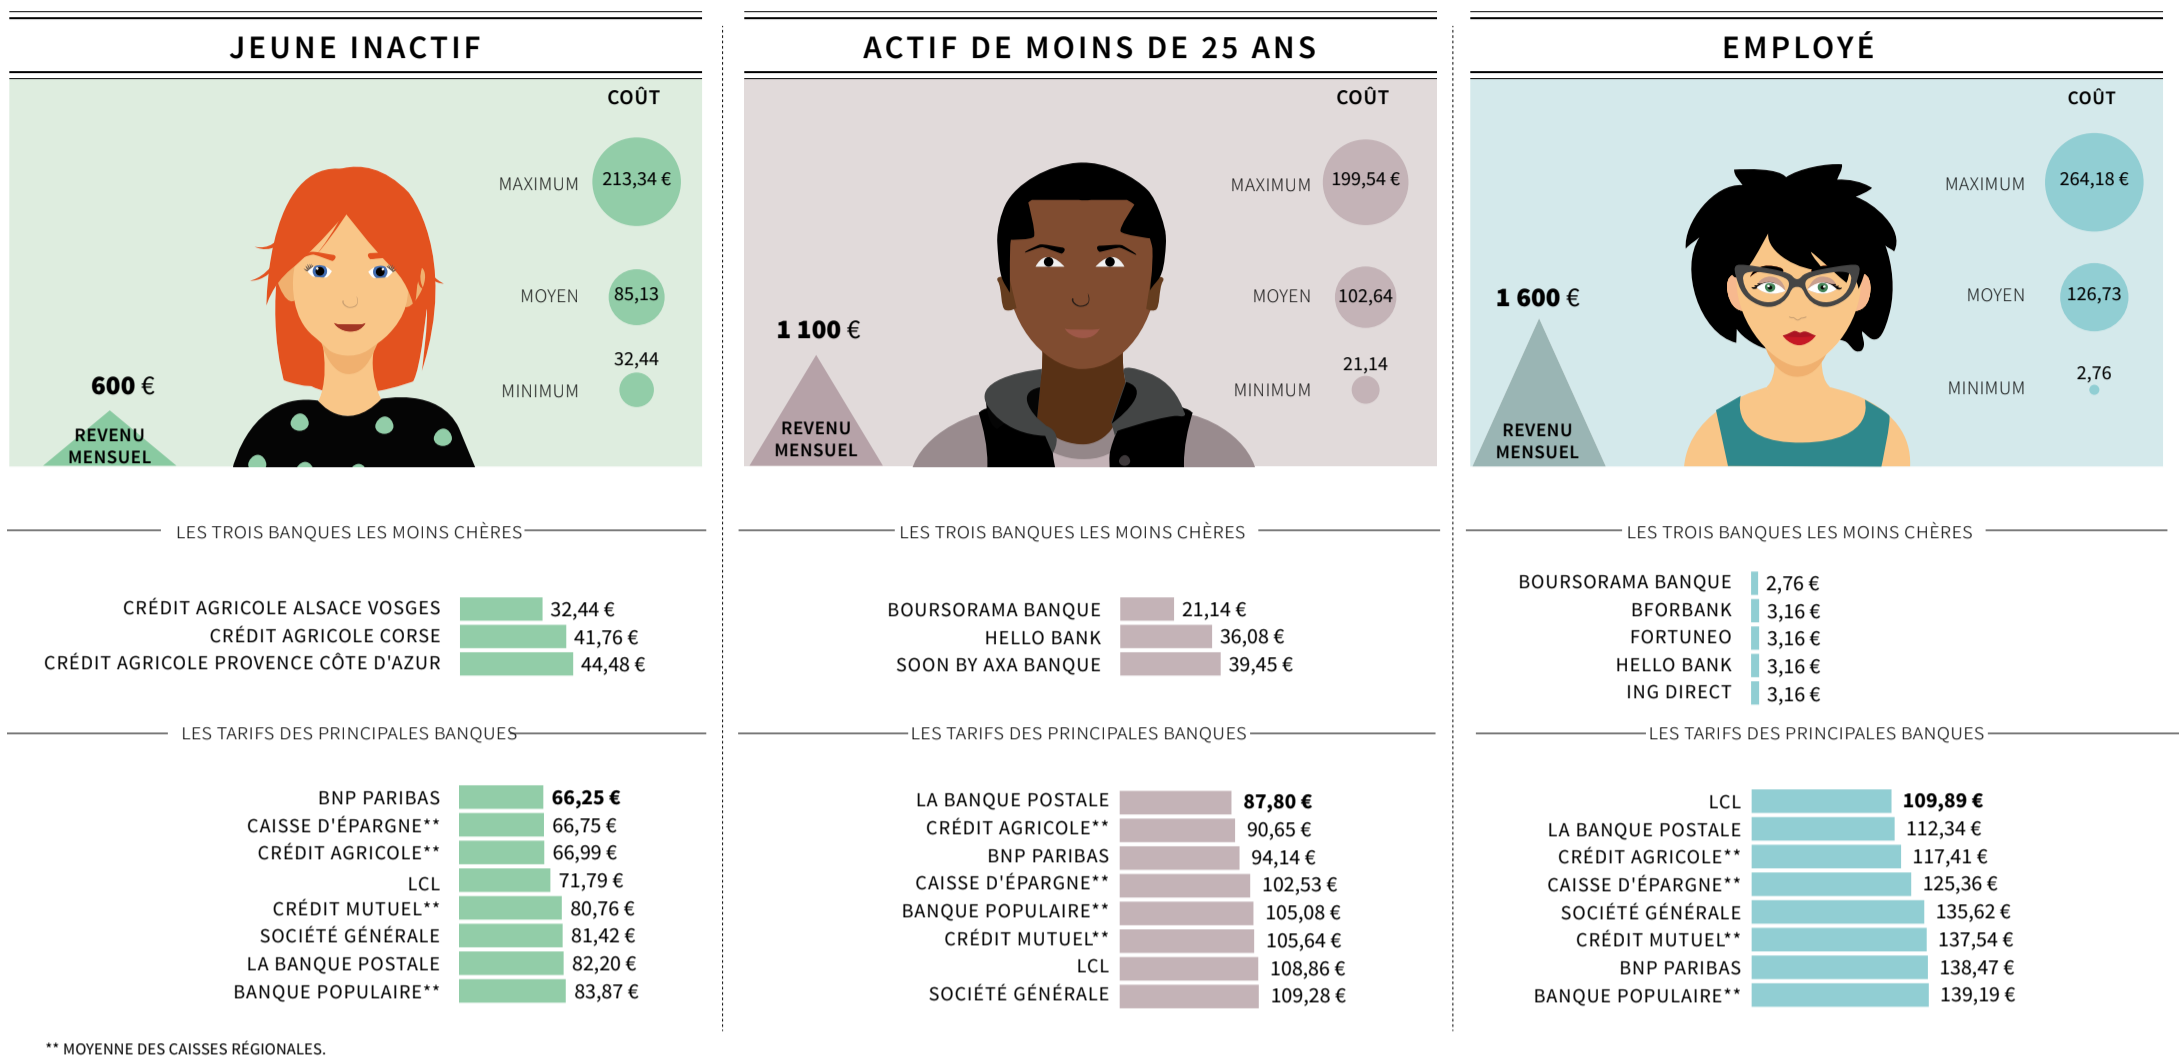 JEUNE INACTIF
COÛT
MAXIMUM 213,34 €
MOYEN 85,13
32,44
MINIMUM
600 €
REVENU
MENSUEL
LES TROIS BANQUES LES MOINS CHÈRES
CRÉDIT AGRICOLE ALSACE VOSGES 32,44 €
CRÉDIT AGRICOLE CORSE 41,76 €
CRÉDIT AGRICOLE PROVENCE CÔTE D'AZUR 44,48 €
LES TARIFS DES PRINCIPALES BANQUES
BNP PARIBAS 66,25 €
CAISSE D'ÉPARGNE** 66,75 €
CRÉDIT AGRICOLE** 66,99 €
LCL 71,79 €
CRÉDIT MUTUEL** 80,76 €
SOCIÉTÉ GÉNÉRALE 81,42 €
LA BANQUE POSTALE 82,20 €
BANQUE POPULAIRE** 83,87 €
** MOYENNE DES CAISSES RÉGIONALES.
ACTIF DE MOINS DE 25 ANS
COÛT
MAXIMUM 199,54 €
MOYEN 102,64
21,14
MINIMUM
1 100 €
REVENU
MENSUEL
LES TROIS BANQUES LES MOINS CHÈRES
BOURSORAMA BANQUE 21,14 €
HELLO BANK 36,08 €
SOON BY AXA BANQUE 39,45 €
LES TARIFS DES PRINCIPALES BANQUES
LA BANQUE POSTALE 87,80 €
CRÉDIT AGRICOLE** 90,65 €
BNP PARIBAS 94,14 €
CAISSE D'ÉPARGNE** 102,53 €
BANQUE POPULAIRE** 105,08 €
CRÉDIT MUTUEL** 105,64 €
LCL 108,86 €
SOCIÉTÉ GÉNÉRALE 109,28 €
EMPLOYÉ
COÛT
MAXIMUM 264,18 €
MOYEN 126,73
2,76
MINIMUM
1 600 €
REVENU
MENSUEL
LES TROIS BANQUES LES MOINS CHÈRES
BOURSORAMA BANQUE 2,76 €
BFORBANK 3,16 €
FORTUNEO 3,16 €
HELLO BANK 3,16 €
ING DIRECT 3,16 €
LES TARIFS DES PRINCIPALES BANQUES
LCL 109,89 €
LA BANQUE POSTALE 112,34 €
CRÉDIT AGRICOLE** 117,41 €
CAISSE D'ÉPARGNE** 125,36 €
SOCIÉTÉ GÉNÉRALE 135,62 €
CRÉDIT MUTUEL** 137,54 €
BNP PARIBAS 138,47 €
BANQUE POPULAIRE** 139,19 €